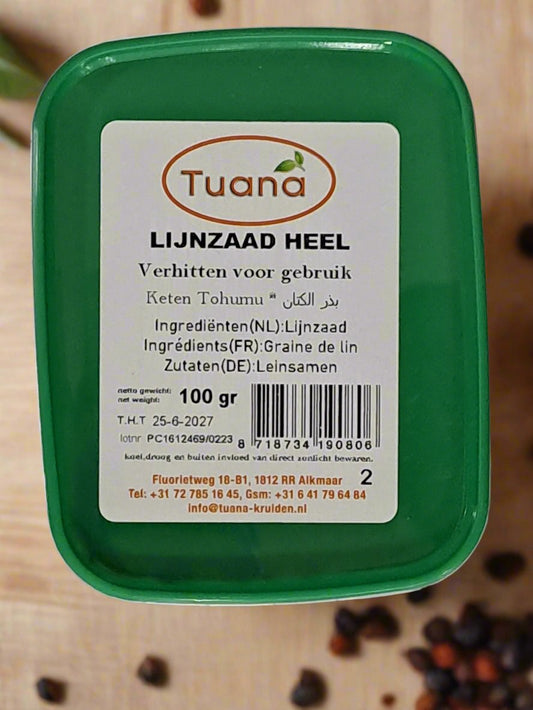 Tuana
LIJNZAAD HEEL
Verhitten voor gebruik
Keten Tohumu * بذر الكتان
Ingrediënten(NL):Lijnzaad
Ingrédients(FR):Graine de lin
Zutaten(DE):Leinsamen
netto gewicht:
net weight: 100 gr
T.H.T 25-6-2027
lotnr PC1612469/0223
8 718734 190806
koel,droog en buiten invloed van direct zonlicht bewaren.
2
Fluorietweg 18-B1, 1812 RR Alkmaar
Tel: +31 72 785 16 45, Gsm: +31 6 41 79 64 84
info@tuana-kruiden.nl